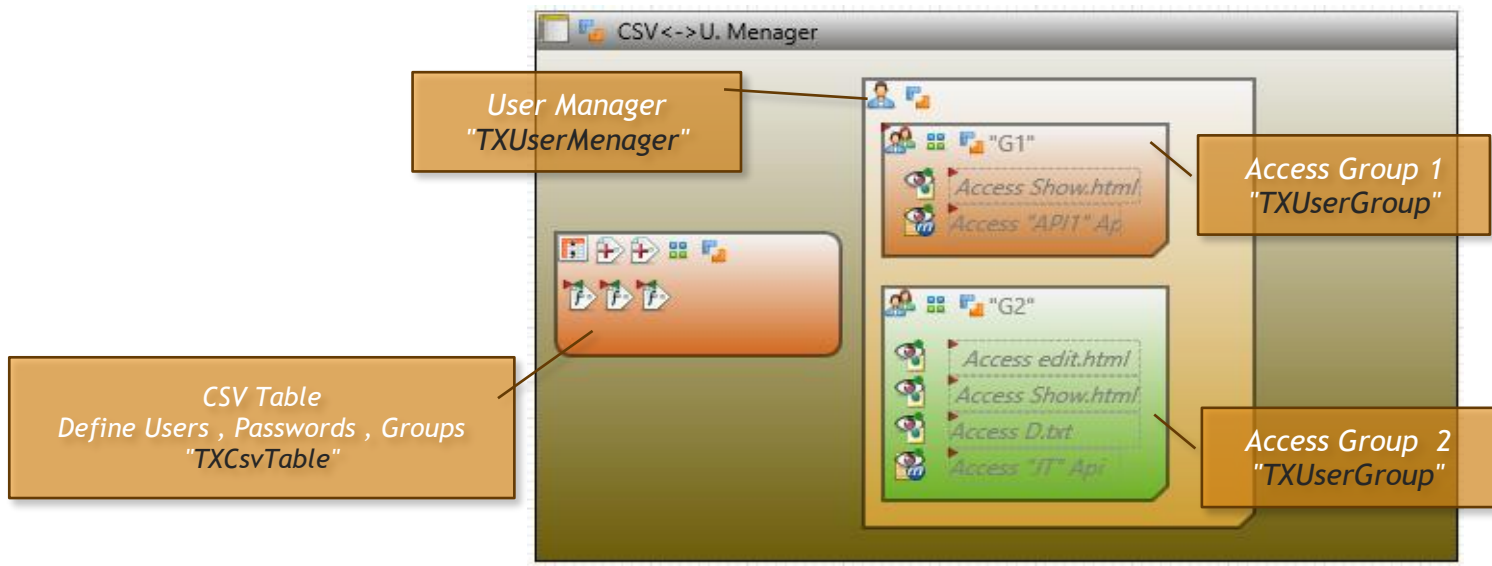 CSV<->U. Menager
User Manager
"TXUserMenager"
"G1"
Access Show.html
Access "API1" Ap
Access Group 1
"TXUserGroup"
"G2"
Access edit.html
Access Show.html
Access D.txt
Access "IT" Api
CSV Table
Define Users , Passwords , Groups
"TXCsvTable"
Access Group 2
"TXUserGroup"